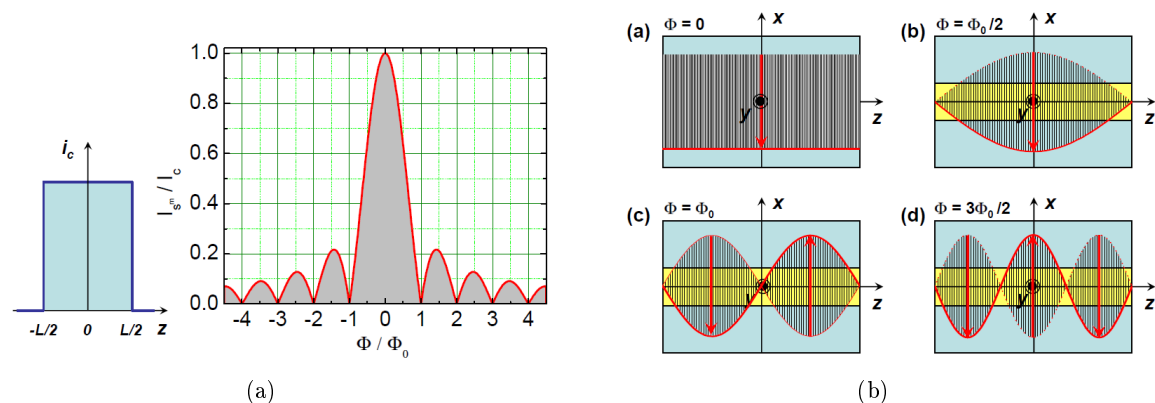 i_c
-L/2 0 L/2 z
I_s^m / I_c
1.0
0.8
0.6
0.4
0.2
0.0
-4 -3 -2 -1 0 1 2 3 4
Φ / Φ_0
(a)
(a) Φ = 0 x
y z
(b) Φ = Φ_0 /2 x
y z
(c) Φ = Φ_0 x
y z
(d) Φ = 3Φ_0 /2 x
y z
(b)